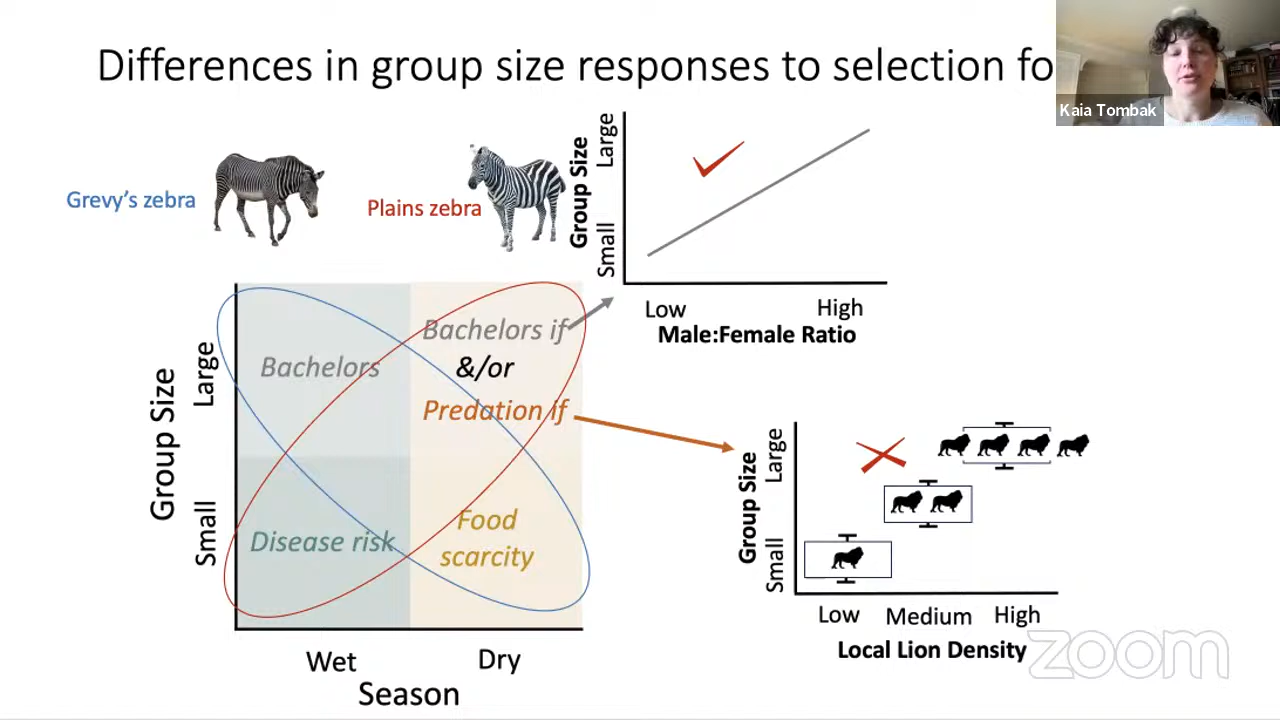 Differences in group size responses to selection fo
Kaia Tombak
Grevy's zebra
Plains zebra
Group Size
Large
Small
Low
High
Male:Female Ratio
Group Size
Large
Small
Bachelors
Bachelors if
&/or
Predation if
Disease risk
Food
scarcity
Wet
Dry
Season
Group Size
Large
Small
Low
Medium
High
Local Lion Density
zoom